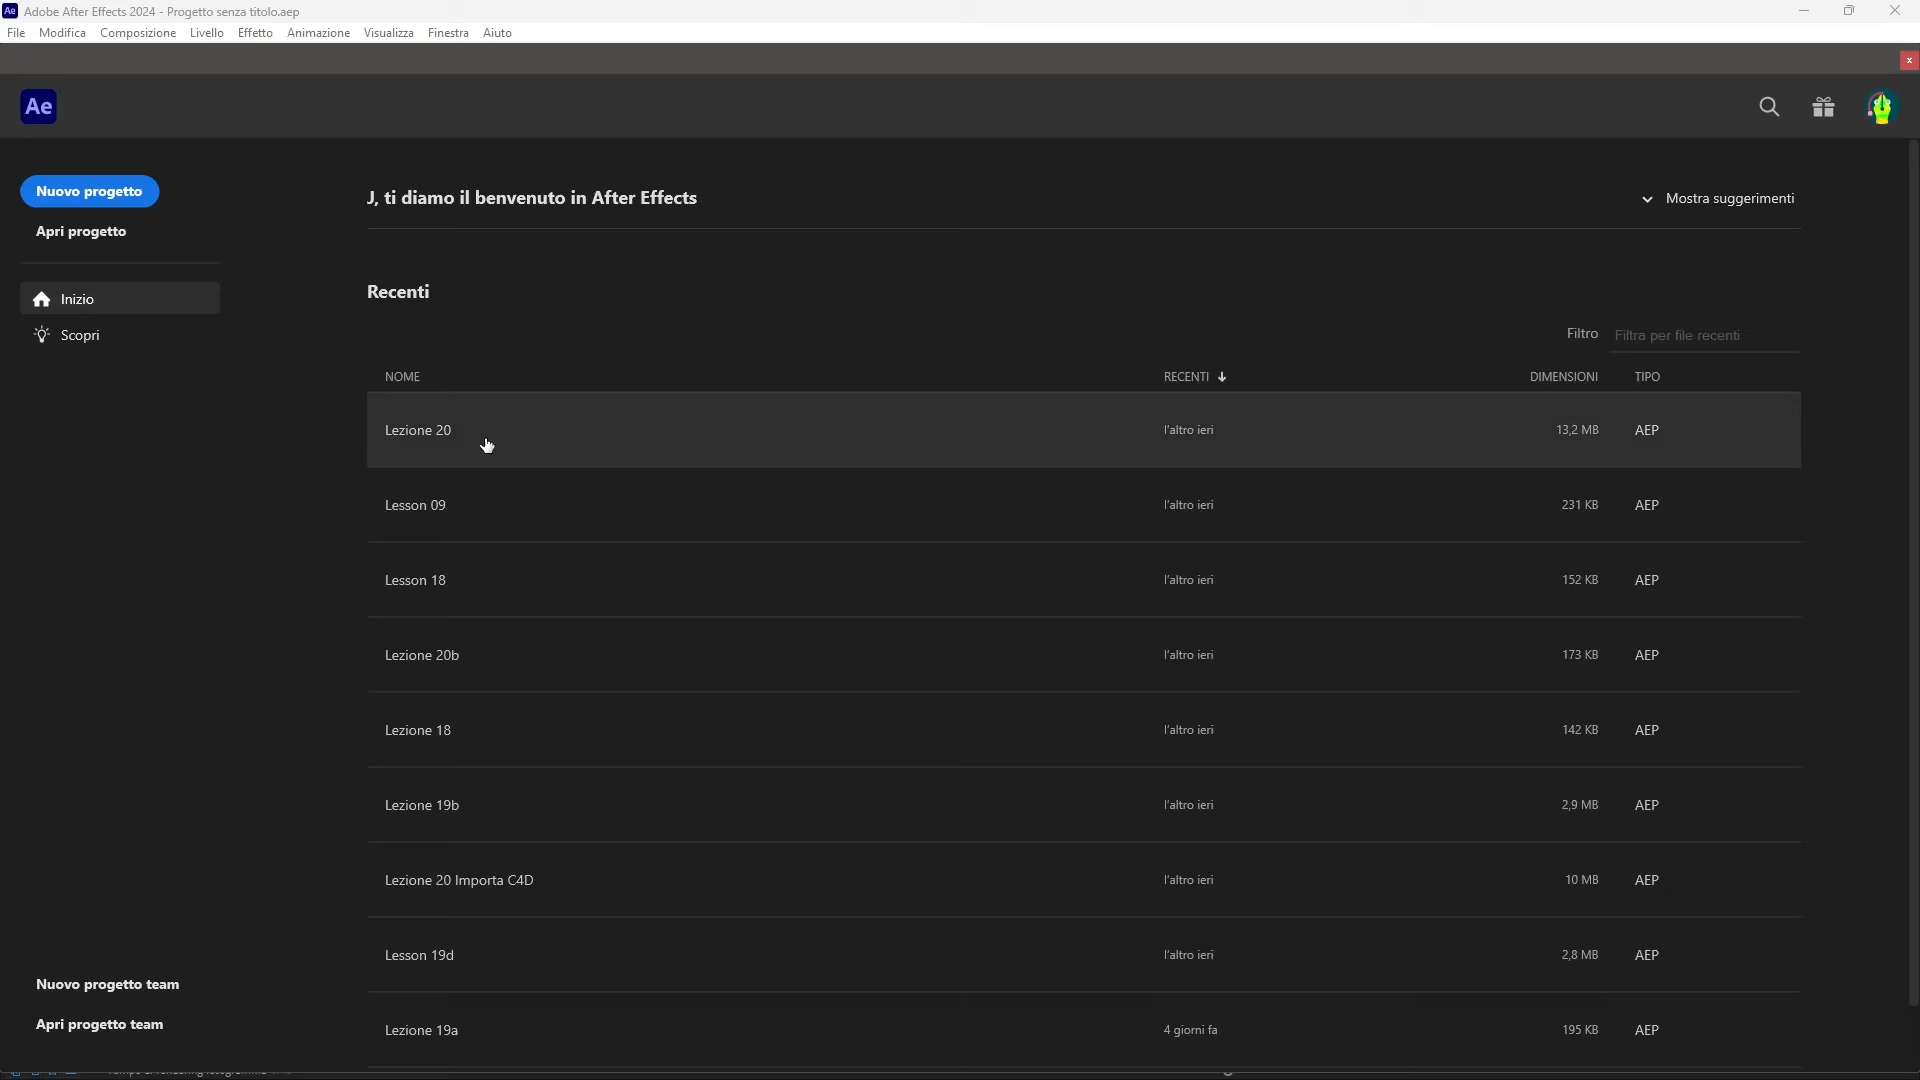 Ae Adobe After Effects 2024 - Progetto senza titolo.aep
File Modifica Composizione Livello Effetto Animazione Visualizza Finestra Aiuto
Ae
Nuovo progetto
Apri progetto
Inizio
Scopri
J, ti diamo il benvenuto in After Effects
Mostra suggerimenti
Recenti
Filtro Filtra per file recenti
NOME RECENTI DIMENSIONI TIPO
Lezione 20 l'altro ieri 13,2 MB AEP
Lesson 09 l'altro ieri 231 KB AEP
Lesson 18 l'altro ieri 152 KB AEP
Lezione 20b l'altro ieri 173 KB AEP
Lezione 18 l'altro ieri 142 KB AEP
Lezione 19b l'altro ieri 2,9 MB AEP
Lezione 20 Importa C4D l'altro ieri 10 MB AEP
Lesson 19d l'altro ieri 2,8 MB AEP
Lezione 19a 4 giorni fa 195 KB AEP
Nuovo progetto team
Apri progetto team